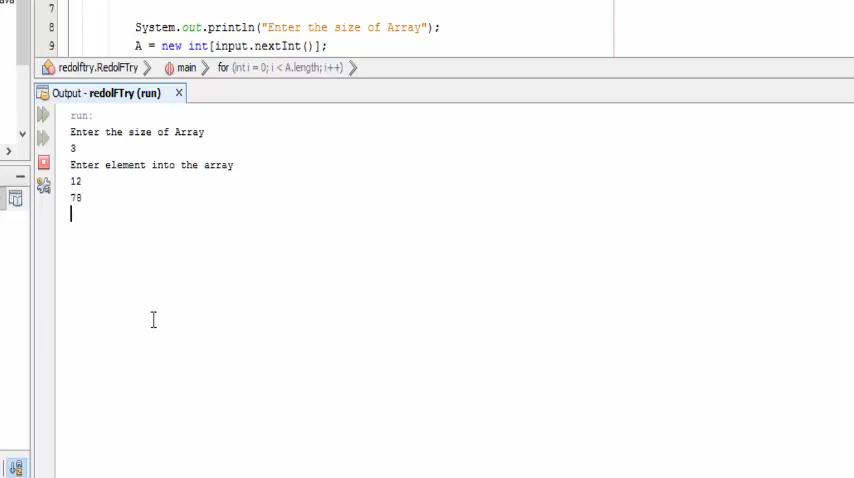 7
8 System.out.println("Enter the size of Array");
9 A = new int[input.nextInt()];
redolftry.RedolFTry main for (int i = 0; i < A.length; i++)
Output - redolFTry (run) x
run:
Enter the size of Array
3
Enter element into the array
12
78